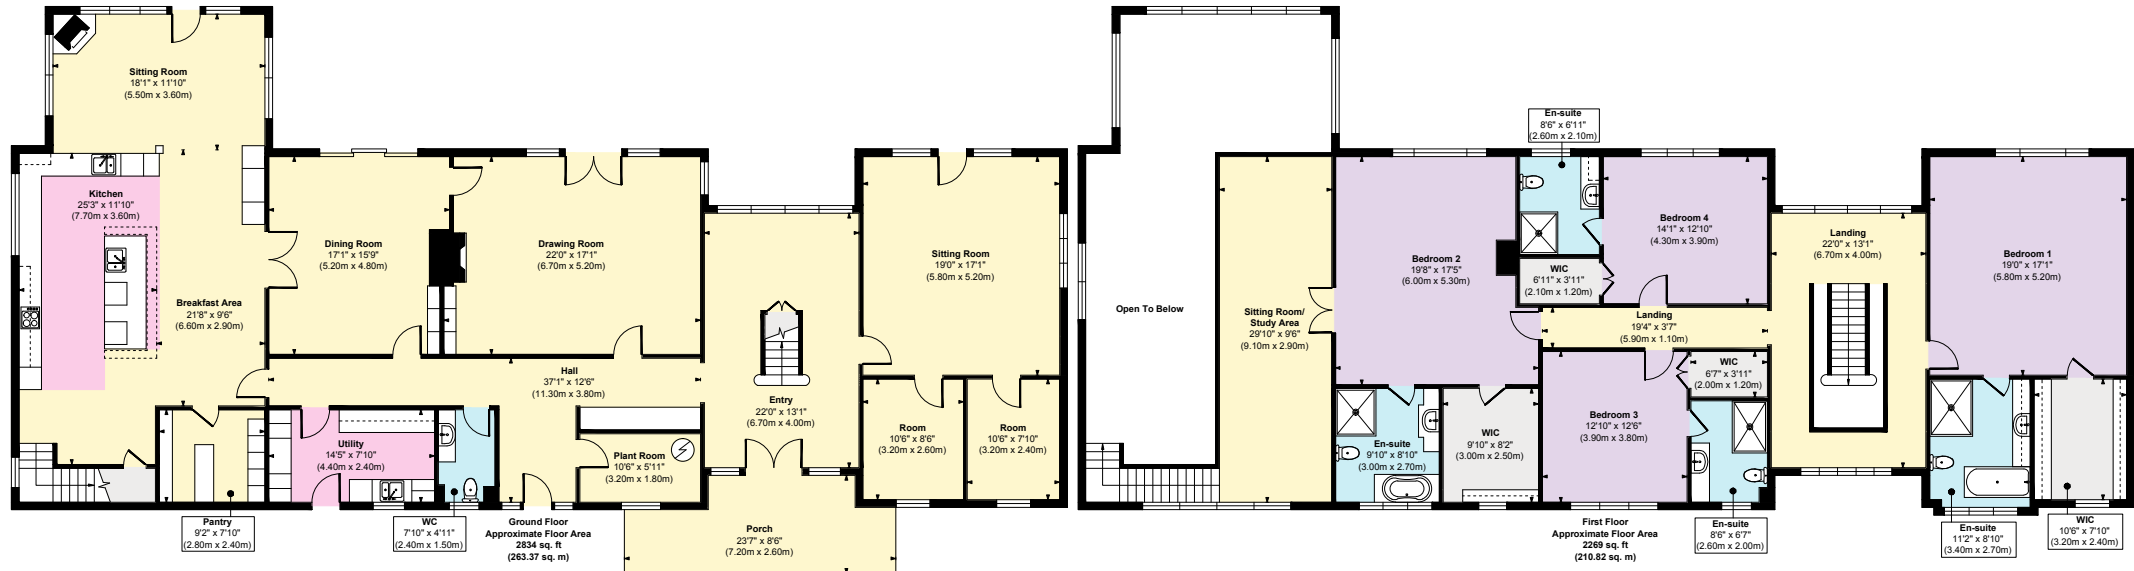 Sitting Room
18'1" x 11'10"
(5.50m x 3.60m)
Kitchen
25'3" x 11'10"
(7.70m x 3.60m)
Breakfast Area
21'8" x 9'6"
(6.60m x 2.90m)
Dining Room
17'1" x 15'9"
(5.20m x 4.80m)
Drawing Room
22'0" x 17'1"
(6.70m x 5.20m)
Sitting Room
19'0" x 17'1"
(5.80m x 5.20m)
Hall
37'1" x 12'6"
(11.30m x 3.80m)
Entry
22'0" x 13'1"
(6.70m x 4.00m)
Room
10'6" x 8'6"
(3.20m x 2.60m)
Room
10'6" x 7'10"
(3.20m x 2.40m)
Utility
14'5" x 7'10"
(4.40m x 2.40m)
Plant Room
10'6" x 5'11"
(3.20m x 1.80m)
Pantry
9'2" x 7'10"
(2.80m x 2.40m)
WC
7'10" x 4'11"
(2.40m x 1.50m)
Ground Floor
Approximate Floor Area
2834 sq. ft
(263.37 sq. m)
Porch
23'7" x 8'6"
(7.20m x 2.60m)
Open To Below
Sitting Room/
Study Area
29'10" x 9'6"
(9.10m x 2.90m)
Bedroom 2
19'8" x 17'5"
(6.00m x 5.30m)
En-suite
8'6" x 6'11"
(2.60m x 2.10m)
WIC
6'11" x 3'11"
(2.10m x 1.20m)
Bedroom 4
14'1" x 12'10"
(4.30m x 3.90m)
Landing
22'0" x 13'1"
(6.70m x 4.00m)
Bedroom 1
19'0" x 17'1"
(5.80m x 5.20m)
Landing
19'4" x 3'7"
(5.90m x 1.10m)
WIC
6'7" x 3'11"
(2.00m x 1.20m)
Bedroom 3
12'10" x 12'6"
(3.90m x 3.80m)
En-suite
9'10" x 8'10"
(3.00m x 2.70m)
WIC
9'10" x 8'2"
(3.00m x 2.50m)
First Floor
Approximate Floor Area
2269 sq. ft
(210.82 sq. m)
En-suite
8'6" x 6'7"
(2.60m x 2.00m)
En-suite
11'2" x 8'10"
(3.40m x 2.70m)
WIC
10'6" x 7'10"
(3.20m x 2.40m)